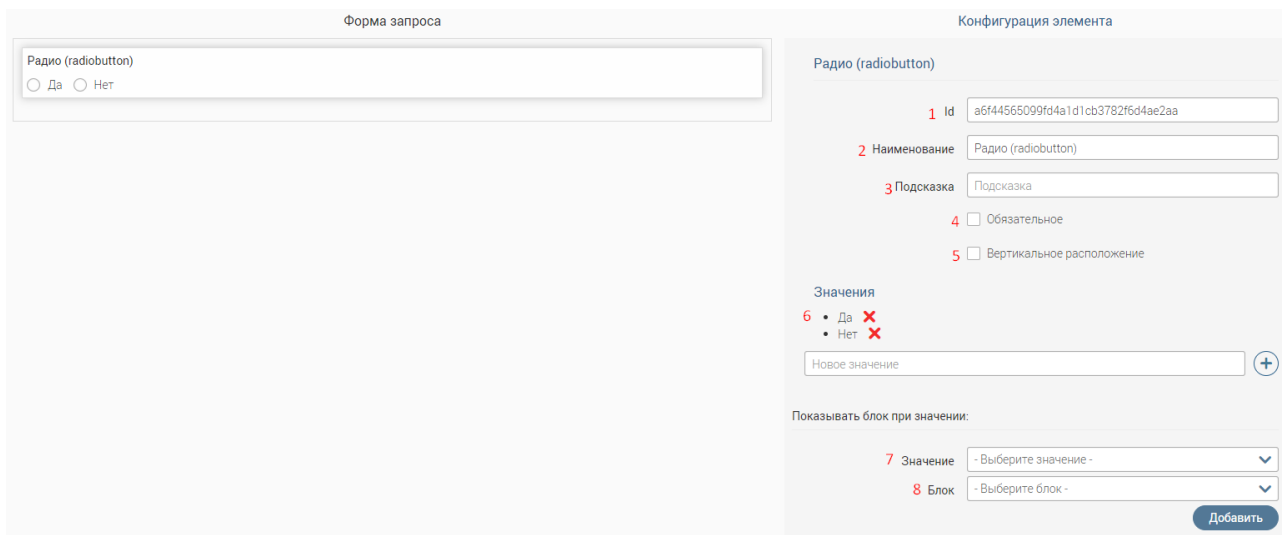 Форма запроса
Радио (radiobutton)
Да Нет
Конфигурация элемента
Радио (radiobutton)
1 Id a6f44565099fd4a1d1cb3782f6d4ae2aa
2 Наименование Радио (radiobutton)
3 Подсказка Подсказка
4 Обязательное
5 Вертикальное расположение
Значения
6 • Да
• Нет
Новое значение
Показывать блок при значении:
7 Значение - Выберите значение -
8 Блок - Выберите блок -
Добавить